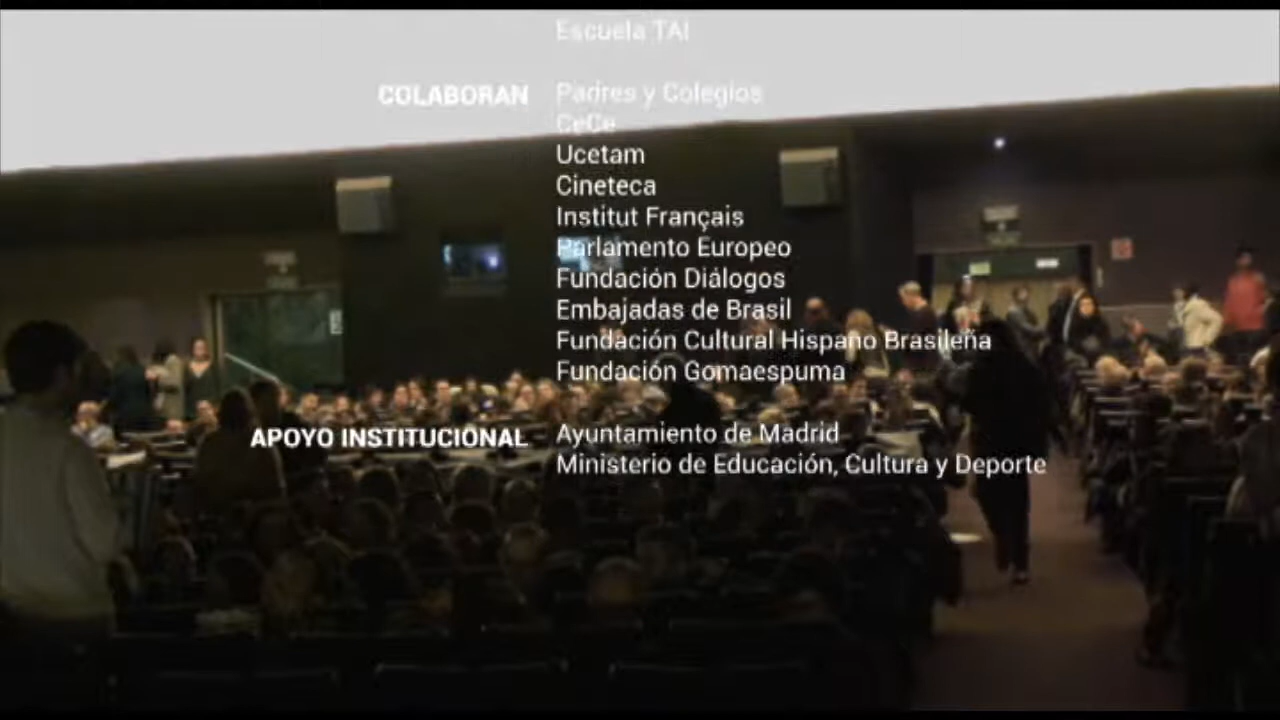 Escuela TAI
COLABORAN Padres y Colegios
CeCe
Ucetam
Cineteca
Institut Français
Parlamento Europeo
Fundación Diálogos
Embajadas de Brasil
Fundación Cultural Hispano Brasileña
Fundación Gomaespuma
APOYO INSTITUCIONAL Ayuntamiento de Madrid
Ministerio de Educación, Cultura y Deporte